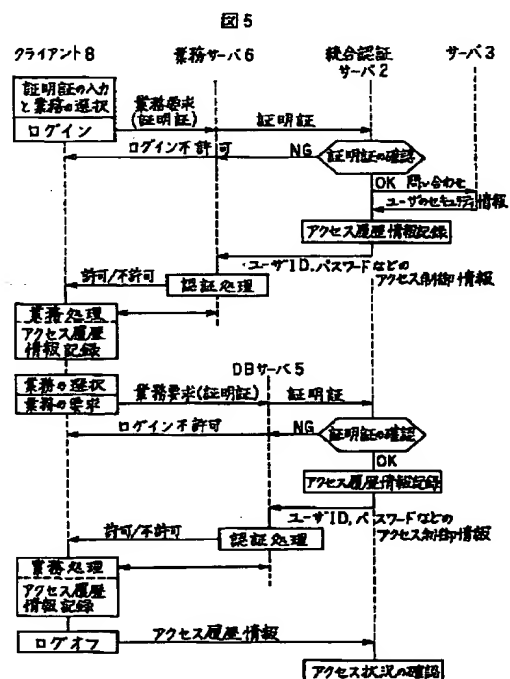 図5
クライアント8
業務サーバ6
統合認証
サーバ2
サーバ3
証明証の入力
と業務の選択
ログイン
業務要求
(証明証)
証明証
ログイン不許可
NG
証明証の確認
OK 問い合わせ
ユーザのセキュリティ情報
アクセス履歴情報記録
ユーザID,パスワードなどの
アクセス制御情報
許可/不許可
認証処理
業務処理
アクセス履歴
情報記録
DBサーバ5
業務の選択
業務の要求
業務要求(証明証)
証明証
ログイン不許可
NG
証明証の確認
OK
アクセス履歴情報記録
ユーザID,パスワードなどの
アクセス制御情報
許可/不許可
認証処理
業務処理
アクセス履歴
情報記録
ログオフ
アクセス履歴情報
アクセス状況の確認